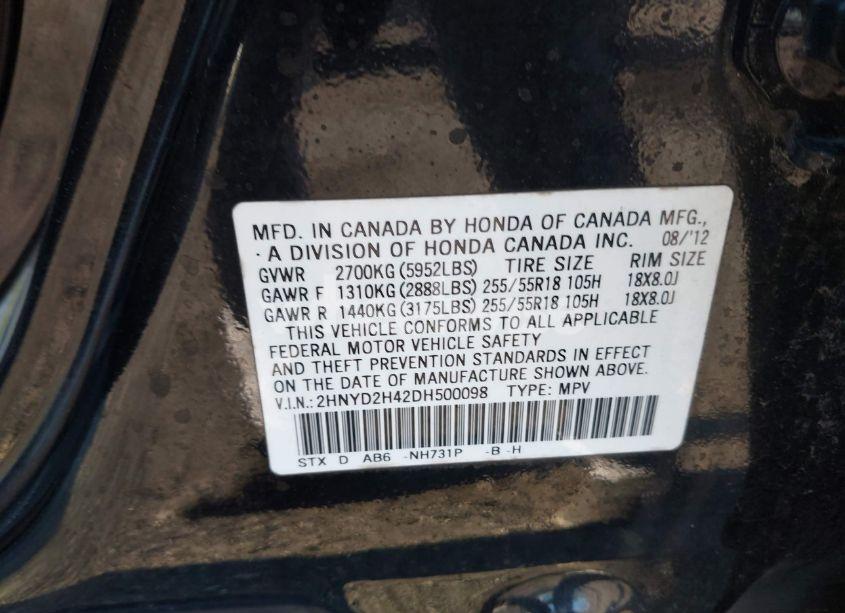 MFD. IN CANADA BY HONDA OF CANADA MFG.,
· A DIVISION OF HONDA CANADA INC. 08/'12
GVWR 2700KG (5952LBS) TIRE SIZE RIM SIZE
GAWR F 1310KG (2888LBS) 255/55R18 105H 18X8.0J
GAWR R 1440KG (3175LBS) 255/55R18 105H 18X8.0J
THIS VEHICLE CONFORMS TO ALL APPLICABLE
FEDERAL MOTOR VEHICLE SAFETY
AND THEFT PREVENTION STANDARDS IN EFFECT
ON THE DATE OF MANUFACTURE SHOWN ABOVE.
V.I.N.: 2HNYD2H42DH500098 TYPE: MPV
STX D AB6 -NH731P -B -H